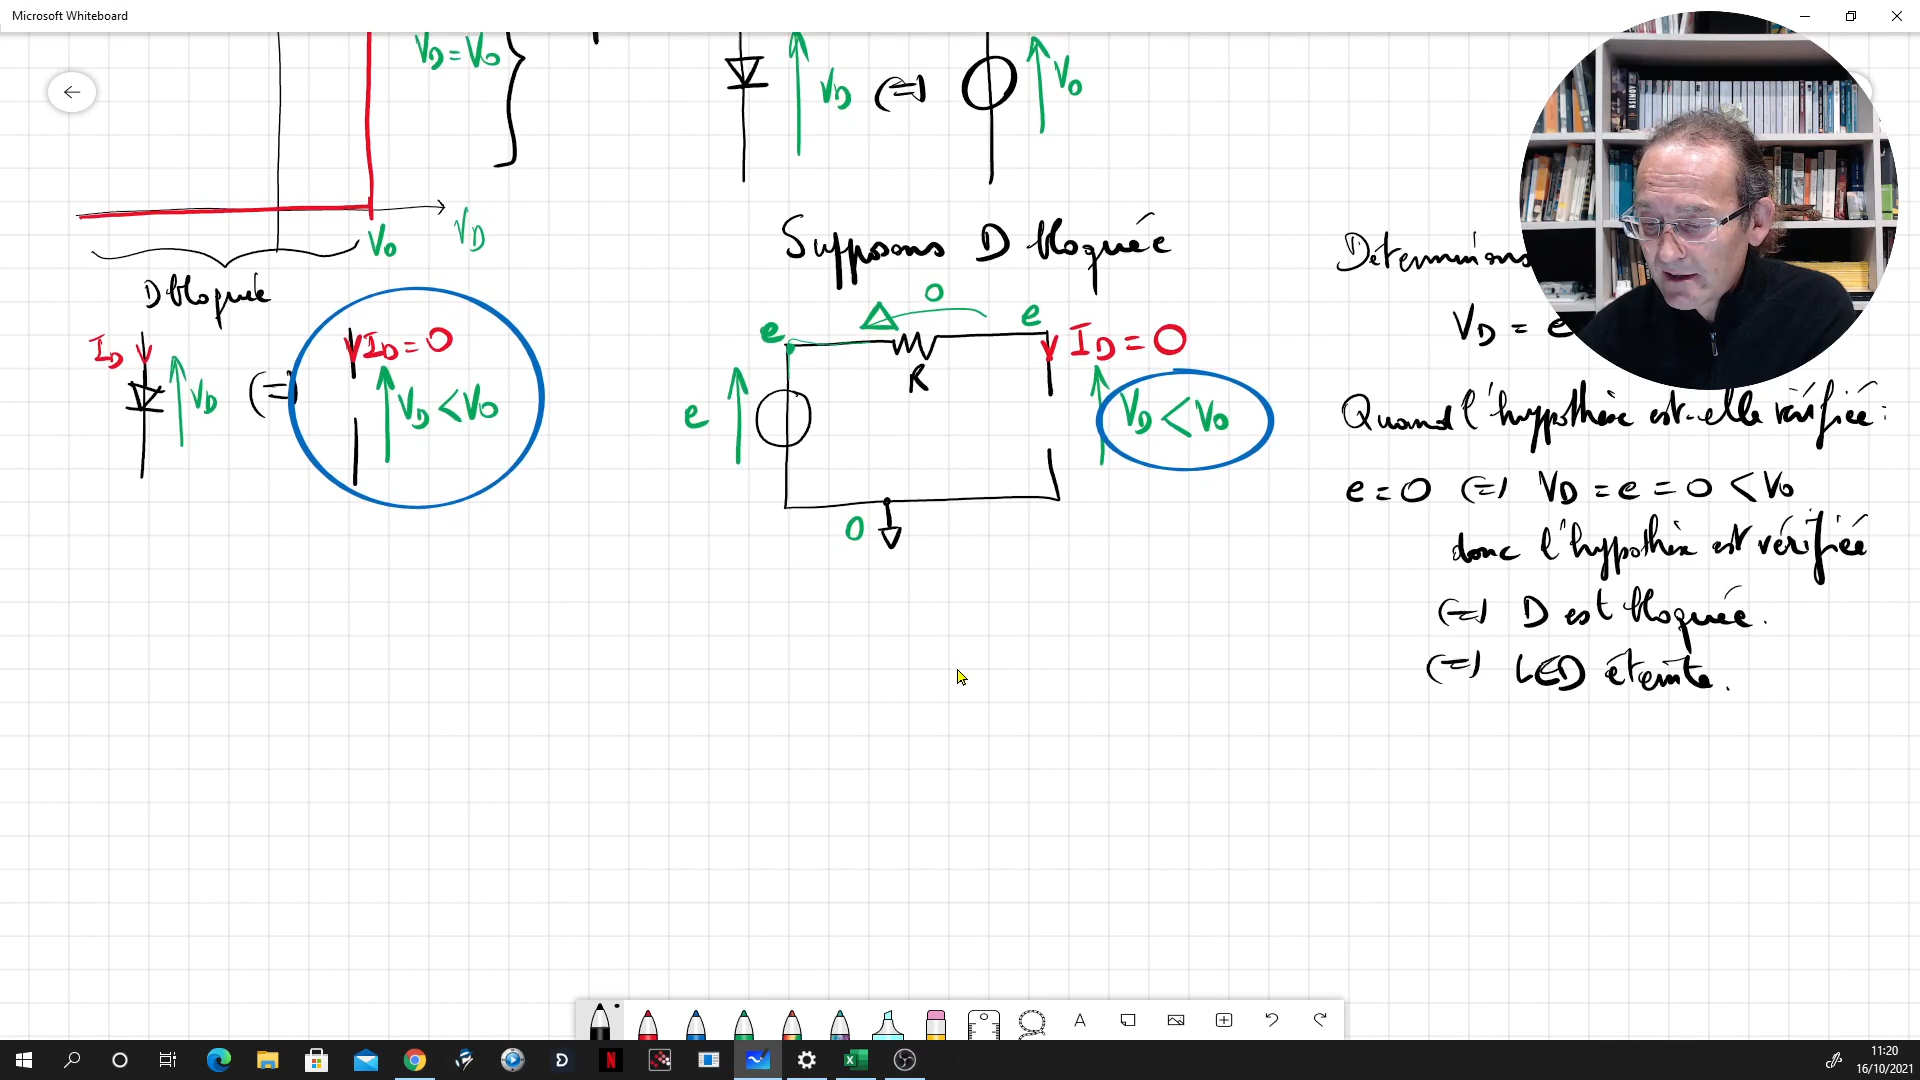 Microsoft Whiteboard
VD = V0
VD (=) V0
V0 VD
D bloquée
ID VD (=) ID = 0
VD < V0
Supposons D bloquée
0
e e ID = 0
R
e VD < V0
0
Déterminons
VD = e
Quand l'hypothèse est-elle vérifiée :
e = 0 (=) VD = e = 0 < V0
donc l'hypothèse est vérifiée
(=) D est bloquée.
(=) LED éteinte.
ASIMOV
A
11:20
16/10/2021